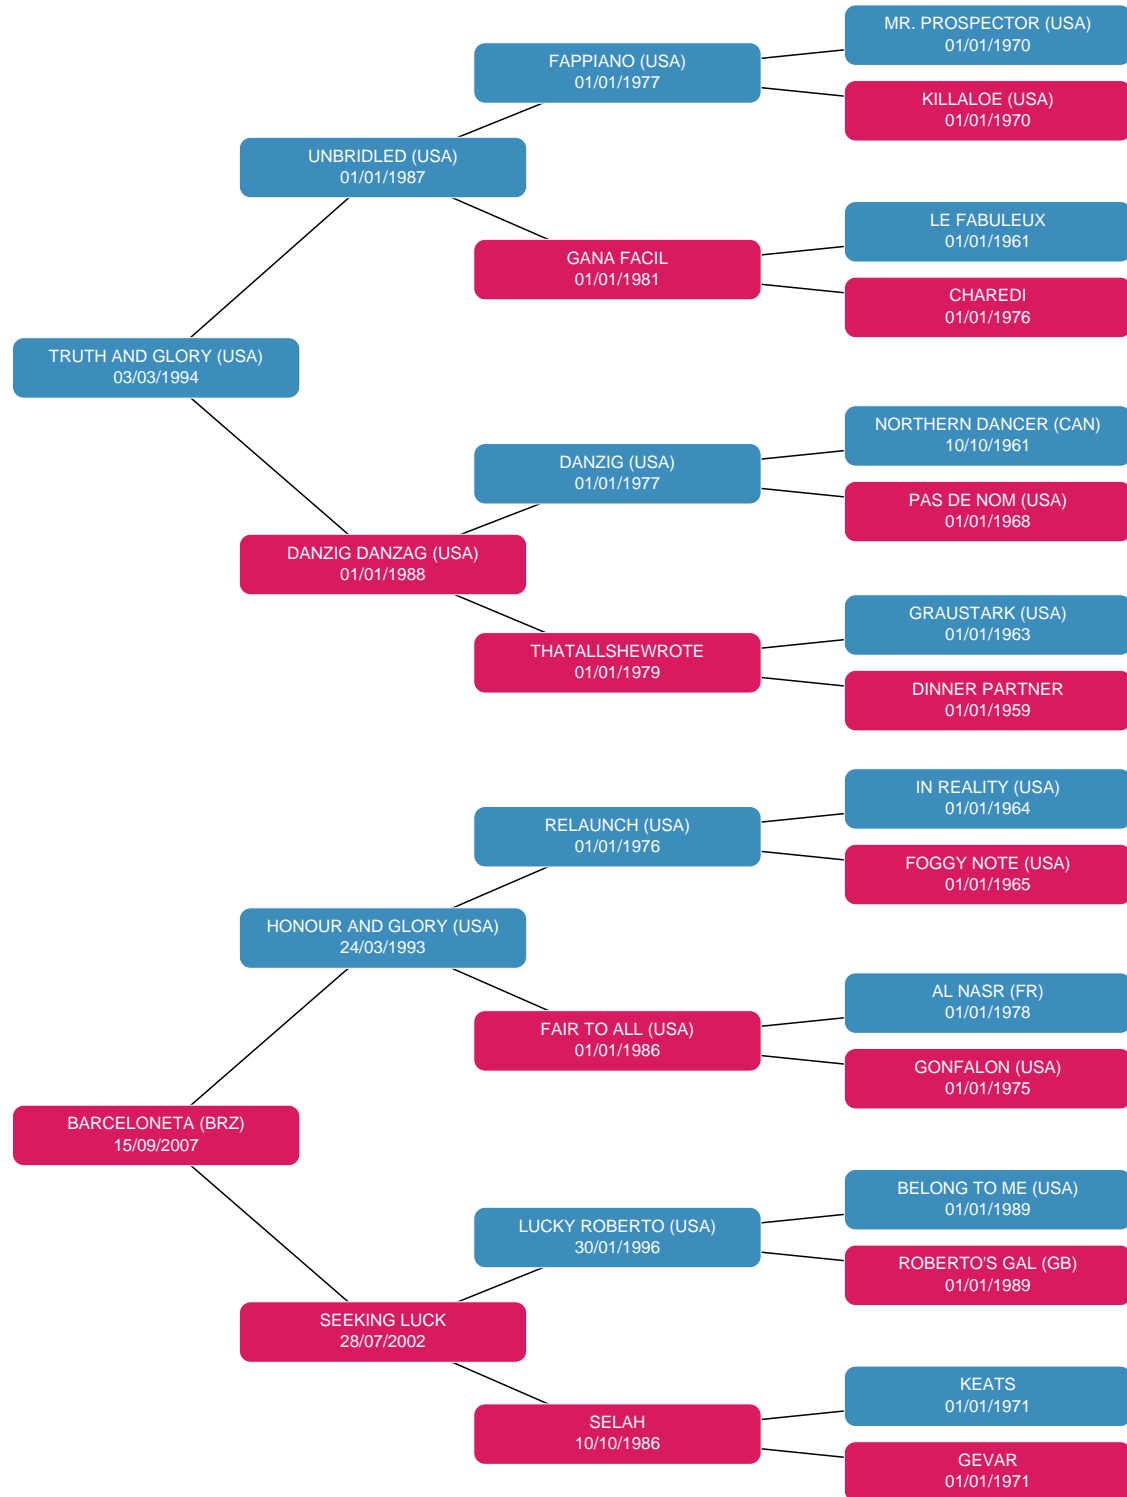 MR. PROSPECTOR (USA)
01/01/1970
FAPPIANO (USA)
01/01/1977
KILLALOE (USA)
01/01/1970
UNBRIDLED (USA)
01/01/1987
LE FABULEUX
01/01/1961
GANA FACIL
01/01/1981
CHAREDI
01/01/1976
TRUTH AND GLORY (USA)
03/03/1994
NORTHERN DANCER (CAN)
10/10/1961
DANZIG (USA)
01/01/1977
PAS DE NOM (USA)
01/01/1968
DANZIG DANZAG (USA)
01/01/1988
GRAUSTARK (USA)
01/01/1963
THATALLSHEWROTE
01/01/1979
DINNER PARTNER
01/01/1959
IN REALITY (USA)
01/01/1964
RELAUNCH (USA)
01/01/1976
FOGGY NOTE (USA)
01/01/1965
HONOUR AND GLORY (USA)
24/03/1993
AL NASR (FR)
01/01/1978
FAIR TO ALL (USA)
01/01/1986
GONFALON (USA)
01/01/1975
BARCELONETA (BRZ)
15/09/2007
BELONG TO ME (USA)
01/01/1989
LUCKY ROBERTO (USA)
30/01/1996
ROBERTO'S GAL (GB)
01/01/1989
SEEKING LUCK
28/07/2002
KEATS
01/01/1971
SELAH
10/10/1986
GEVAR
01/01/1971